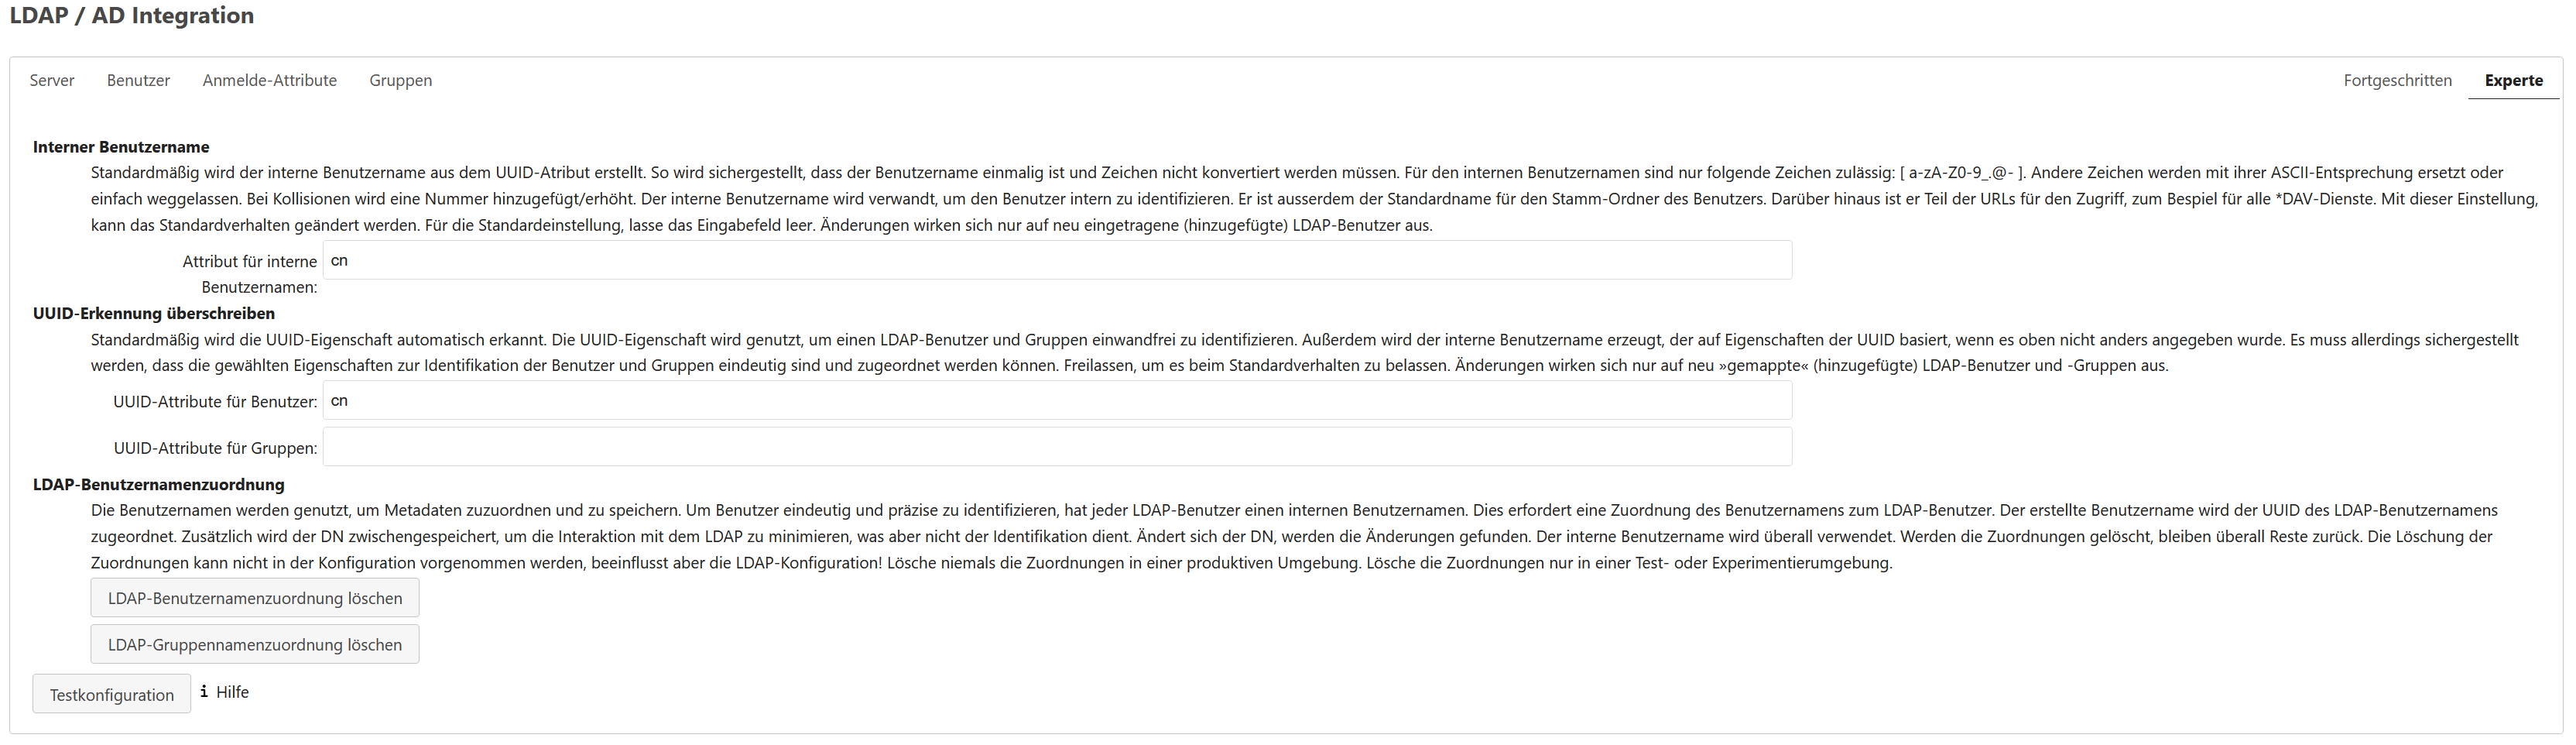 LDAP / AD Integration
Server Benutzer Anmelde-Attribute Gruppen Fortgeschritten Experte
Interner Benutzername
Standardmäßig wird der interne Benutzername aus dem UUID-Atribut erstellt. So wird sichergestellt, dass der Benutzername einmalig ist und Zeichen nicht konvertiert werden müssen. Für den internen Benutzernamen sind nur folgende Zeichen zulässig: [ a-zA-Z0-9_.@- ]. Andere Zeichen werden mit ihrer ASCII-Entsprechung ersetzt oder
einfach weggelassen. Bei Kollisionen wird eine Nummer hinzugefügt/erhöht. Der interne Benutzername wird verwandt, um den Benutzer intern zu identifizieren. Er ist ausserdem der Standardname für den Stamm-Ordner des Benutzers. Darüber hinaus ist er Teil der URLs für den Zugriff, zum Bespiel für alle *DAV-Dienste. Mit dieser Einstellung,
kann das Standardverhalten geändert werden. Für die Standardeinstellung, lasse das Eingabefeld leer. Änderungen wirken sich nur auf neu eingetragene (hinzugefügte) LDAP-Benutzer aus.
Attribut für interne cn
Benutzernamen:
UUID-Erkennung überschreiben
Standardmäßig wird die UUID-Eigenschaft automatisch erkannt. Die UUID-Eigenschaft wird genutzt, um einen LDAP-Benutzer und Gruppen einwandfrei zu identifizieren. Außerdem wird der interne Benutzername erzeugt, der auf Eigenschaften der UUID basiert, wenn es oben nicht anders angegeben wurde. Es muss allerdings sichergestellt
werden, dass die gewählten Eigenschaften zur Identifikation der Benutzer und Gruppen eindeutig sind und zugeordnet werden können. Freilassen, um es beim Standardverhalten zu belassen. Änderungen wirken sich nur auf neu »gemappte« (hinzugefügte) LDAP-Benutzer und -Gruppen aus.
UUID-Attribute für Benutzer: cn
UUID-Attribute für Gruppen:
LDAP-Benutzernamenzuordnung
Die Benutzernamen werden genutzt, um Metadaten zuzuordnen und zu speichern. Um Benutzer eindeutig und präzise zu identifizieren, hat jeder LDAP-Benutzer einen internen Benutzernamen. Dies erfordert eine Zuordnung des Benutzernamens zum LDAP-Benutzer. Der erstellte Benutzername wird der UUID des LDAP-Benutzernamens
zugeordnet. Zusätzlich wird der DN zwischengespeichert, um die Interaktion mit dem LDAP zu minimieren, was aber nicht der Identifikation dient. Ändert sich der DN, werden die Änderungen gefunden. Der interne Benutzername wird überall verwendet. Werden die Zuordnungen gelöscht, bleiben überall Reste zurück. Die Löschung der
Zuordnungen kann nicht in der Konfiguration vorgenommen werden, beeinflusst aber die LDAP-Konfiguration! Lösche niemals die Zuordnungen in einer produktiven Umgebung. Lösche die Zuordnungen nur in einer Test- oder Experimentierumgebung.
LDAP-Benutzernamenzuordnung löschen
LDAP-Gruppennamenzuordnung löschen
Testkonfiguration i Hilfe